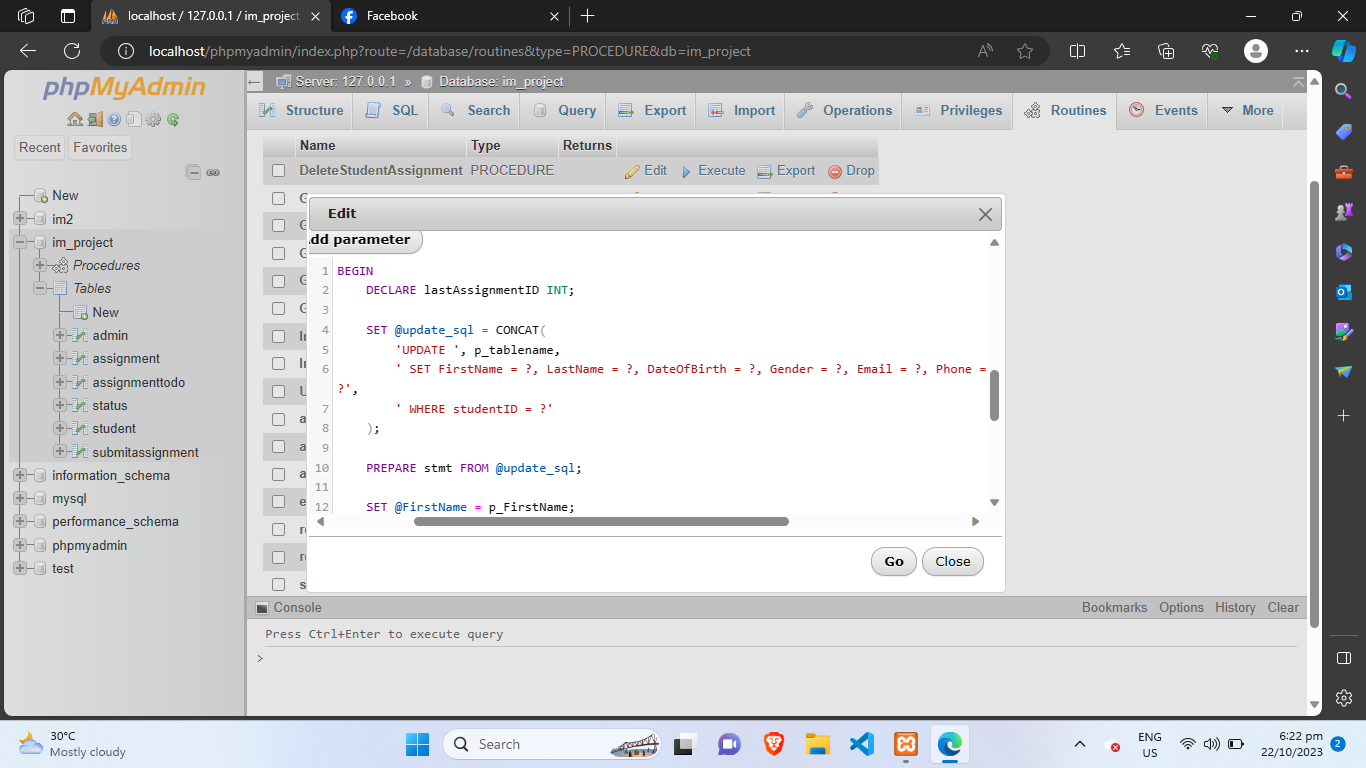 localhost / 127.0.0.1 / im_project
Facebook
localhost/phpmyadmin/index.php?route=/database/routines&type=PROCEDURE&db=im_project
phpMyAdmin
Recent
Favorites
New
im2
im_project
Procedures
Tables
New
admin
assignment
assignmenttodo
status
student
submitassignment
information_schema
mysql
performance_schema
phpmyadmin
test
Server: 127.0.0.1 » Database: im_project
Structure
SQL
Search
Query
Export
Import
Operations
Privileges
Routines
Events
More
Name Type Returns
DeleteStudentAssignment PROCEDURE Edit Execute Export Drop
Edit
dd parameter
1 BEGIN
2 DECLARE lastAssignmentID INT;
3
4 SET @update_sql = CONCAT(
5 'UPDATE ', p_tablename,
6 ' SET FirstName = ?, LastName = ?, DateOfBirth = ?, Gender = ?, Email = ?, Phone =
?',
7 ' WHERE studentID = ?'
8 );
9
10 PREPARE stmt FROM @update_sql;
11
12 SET @FirstName = p_FirstName;
Go
Close
Console
Bookmarks Options History Clear
Press Ctrl+Enter to execute query
>
30°C
Mostly cloudy
Search
ENG
US
6:22 pm
22/10/2023
2